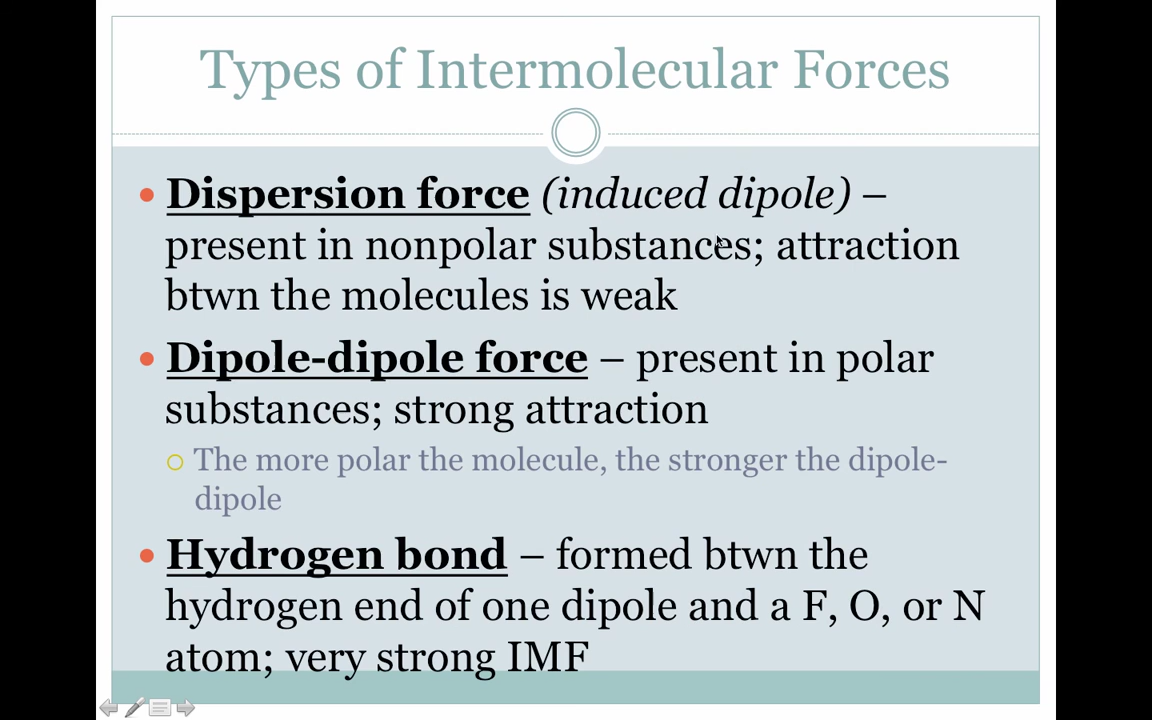 Types of Intermolecular Forces
Dispersion force (induced dipole) –
present in nonpolar substances; attraction
btwn the molecules is weak
Dipole-dipole force – present in polar
substances; strong attraction
The more polar the molecule, the stronger the dipole-
dipole
Hydrogen bond – formed btwn the
hydrogen end of one dipole and a F, O, or N
atom; very strong IMF